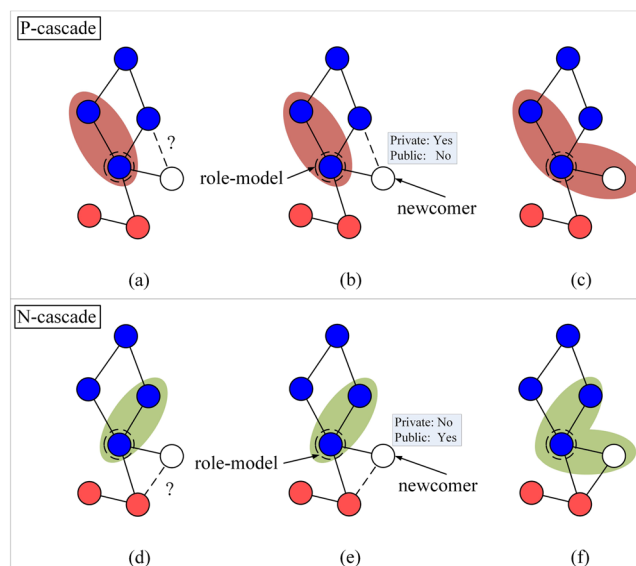 P-cascade
?
Private: Yes
Public: No
role-model
newcomer
(a)
(b)
(c)
N-cascade
Private: No
Public: Yes
role-model
?
newcomer
(d)
(e)
(f)